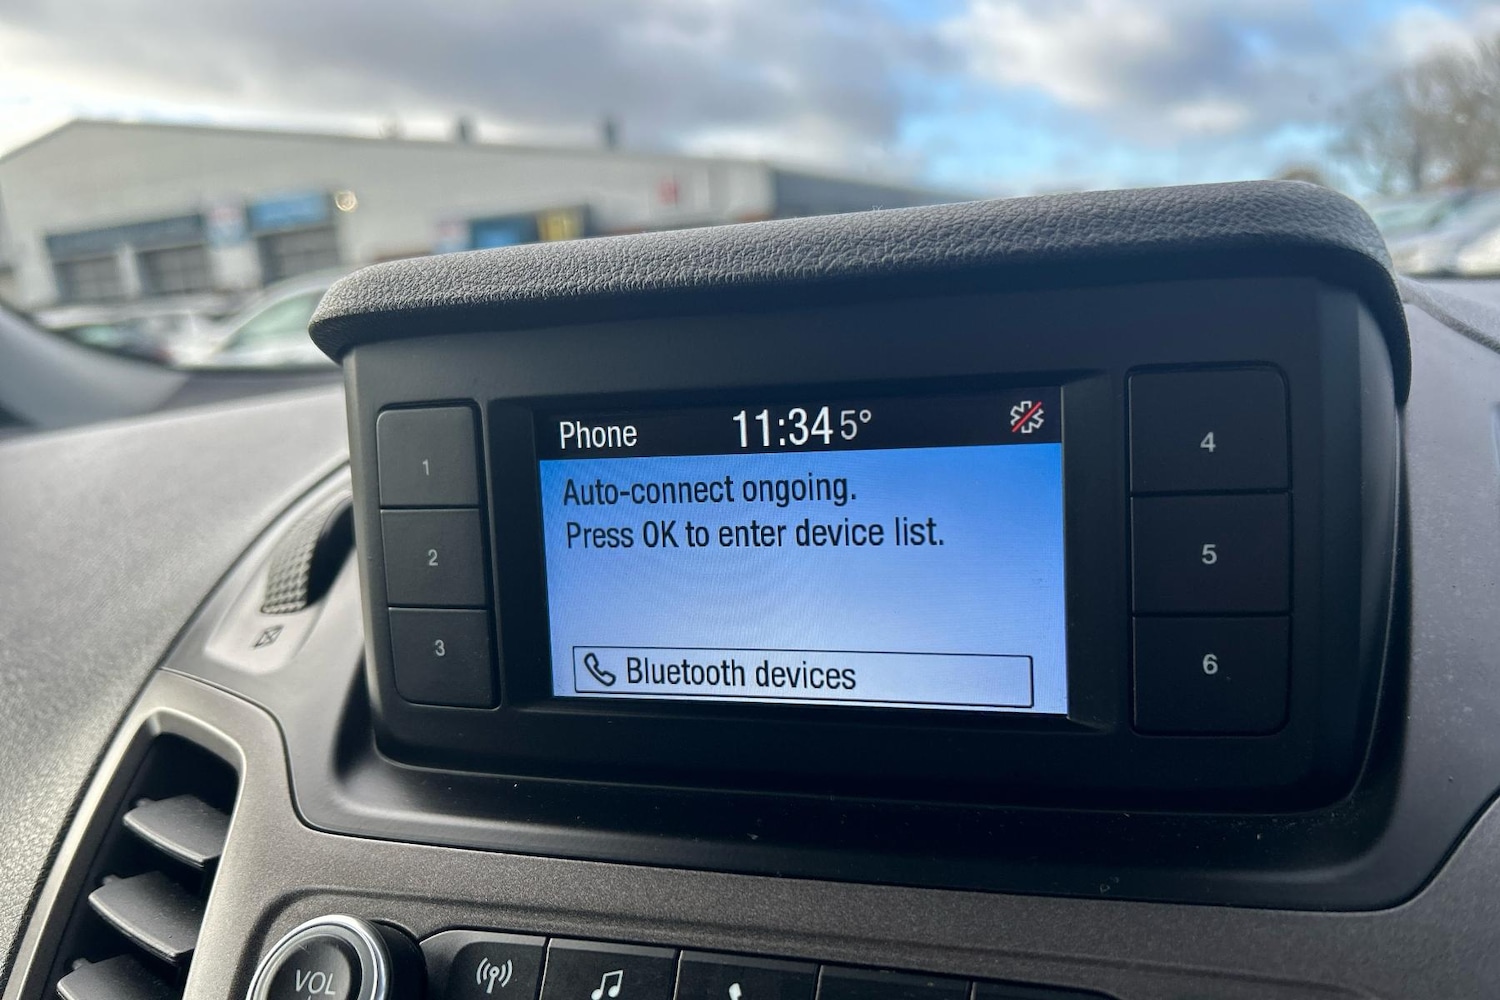 Phone 11:34 5°
Auto-connect ongoing.
Press OK to enter device list.
Bluetooth devices
1
2
3
4
5
6
VOL